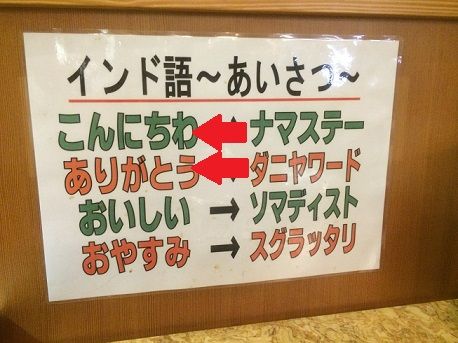 インド語～あいさつ～
こんにちわ ナマステー
ありがとう ダニヤワード
おいしい → ソマディスト
おやすみ → スグラッタリ